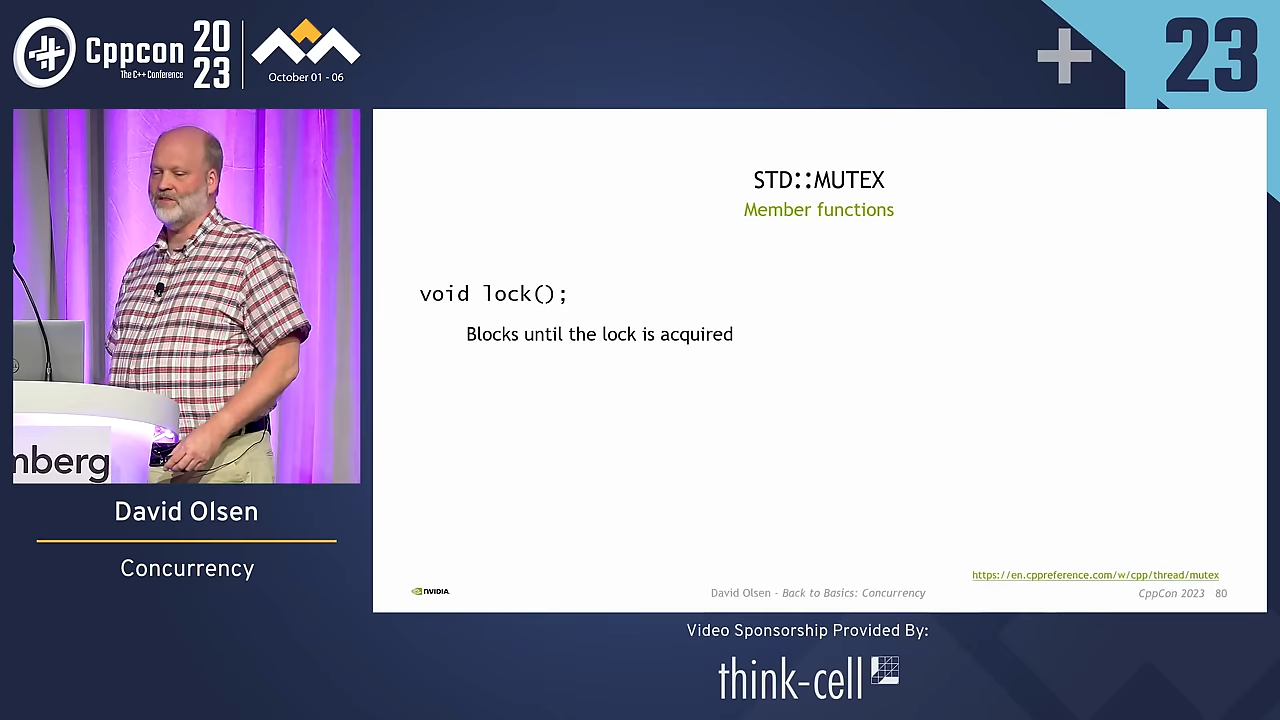 Cppcon
The C++ Conference
20
23
October 01 - 06
23
STD::MUTEX
Member functions
void lock();
Blocks until the lock is acquired
mberg
David Olsen
Concurrency
https://en.cppreference.com/w/cpp/thread/mutex
NVIDIA
David Olsen - Back to Basics: Concurrency
CppCon 2023 80
Video Sponsorship Provided By:
think-cell